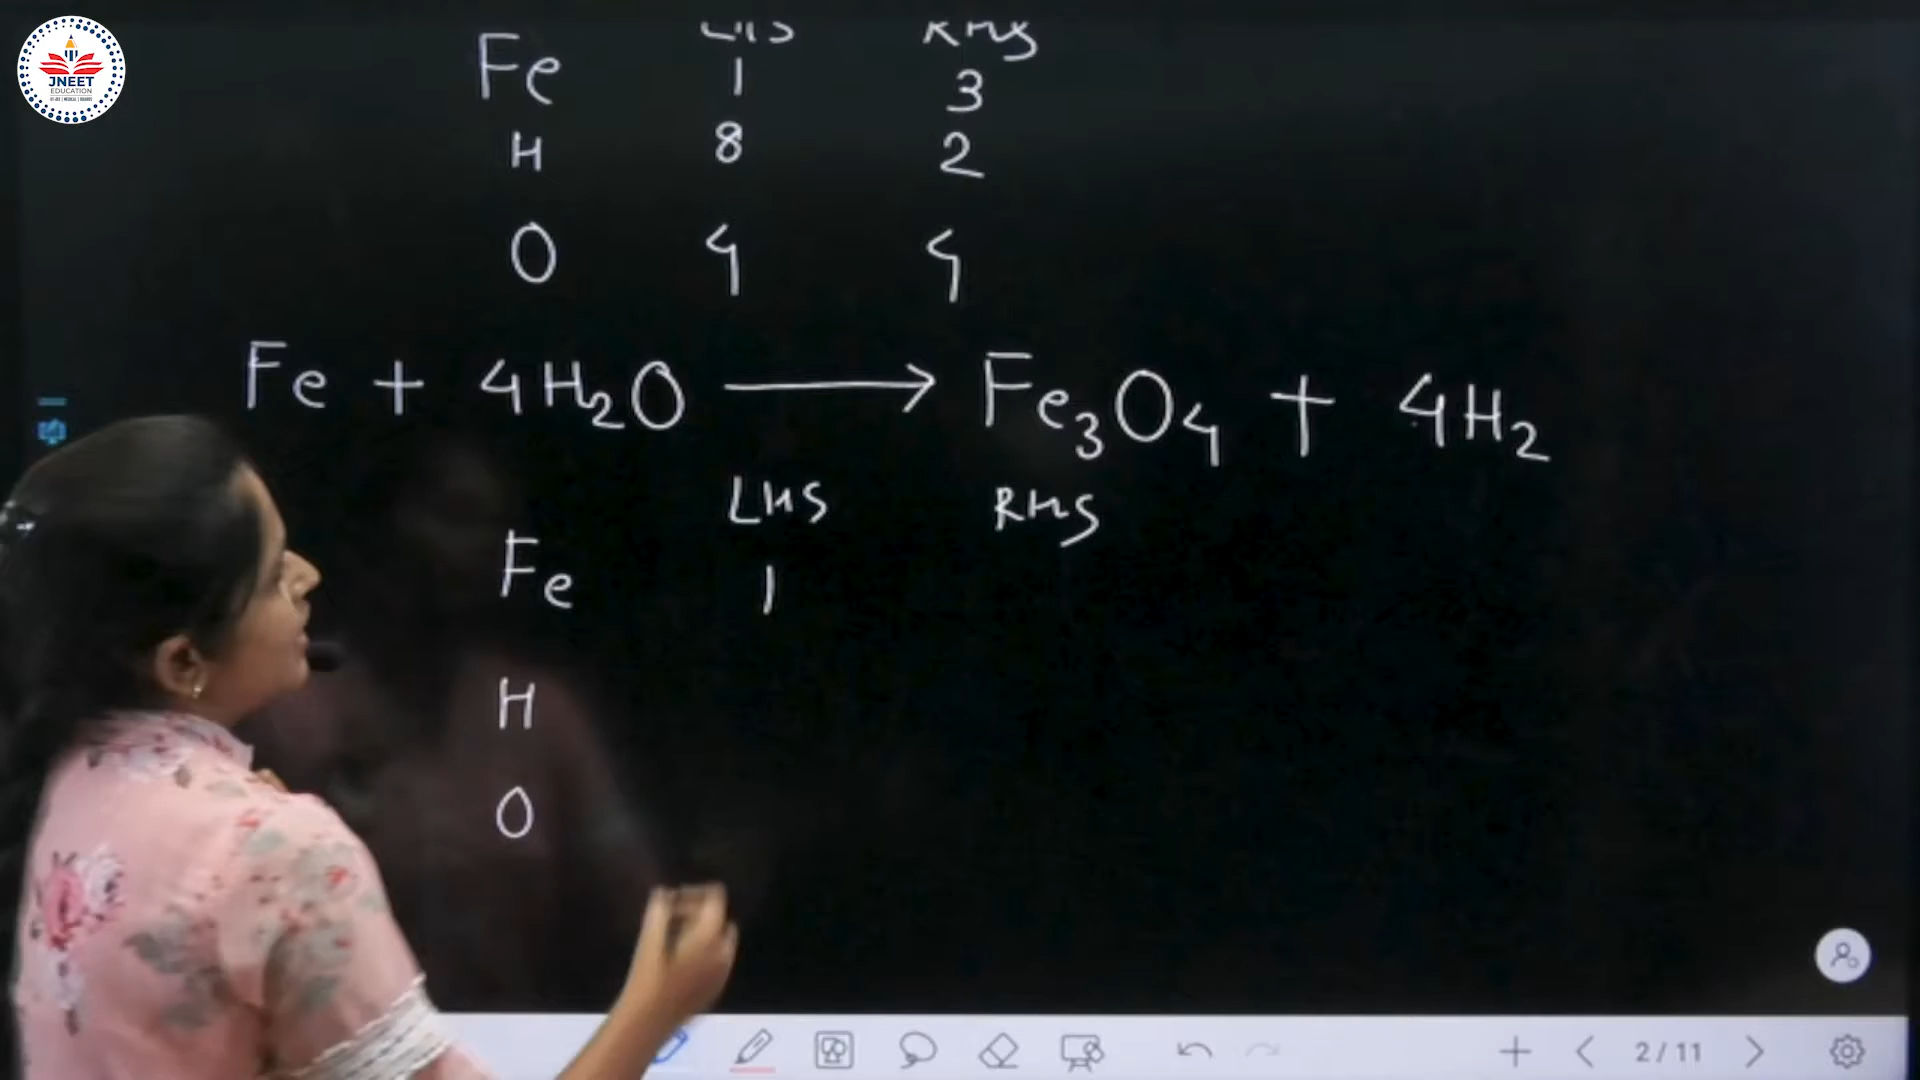 JNEET
EDUCATION
LHS RHS
Fe 1 3
H 8 2
O 4 4
Fe + 4H₂O ⟶ Fe₃O₄ + 4H₂
LHS RHS
Fe 1
H
O
2 / 11